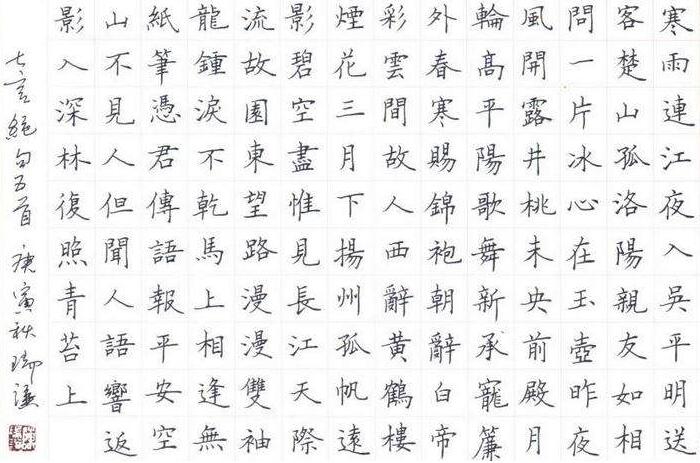 寒雨連江夜入吳平明送
客楚山孤洛陽親友如相
問一片冰心在玉壺昨夜
風開露井桃未央前殿月
輪高平陽歌舞新承寵簾
外春寒賜錦袍朝辭白帝
彩雲間故人西辭黃鶴樓
煙花三月下揚州孤帆遠
影碧空盡惟見長江天際
流故園東望路漫漫雙袖
龍鍾淚不乾馬上相逢無
紙筆憑君傳語報平安空
山不見人但聞人語響返
影入深林復照青苔上
七言絕句五首 庚寅秋瑞